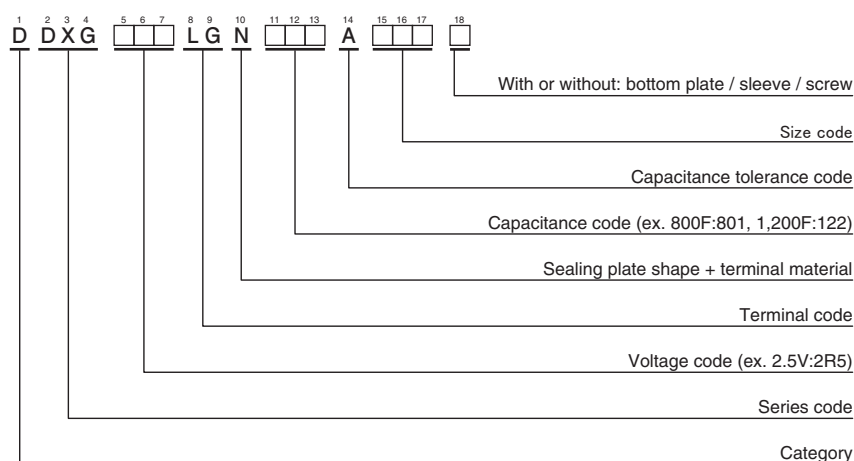 1 2 3 4 5 6 7 8 9 10 11 12 13 14 15 16 17 18
D D X G □□□ L G N □□□ A □□□ □
With or without: bottom plate / sleeve / screw
Size code
Capacitance tolerance code
Capacitance code (ex. 800F:801, 1,200F:122)
Sealing plate shape + terminal material
Terminal code
Voltage code (ex. 2.5V:2R5)
Series code
Category